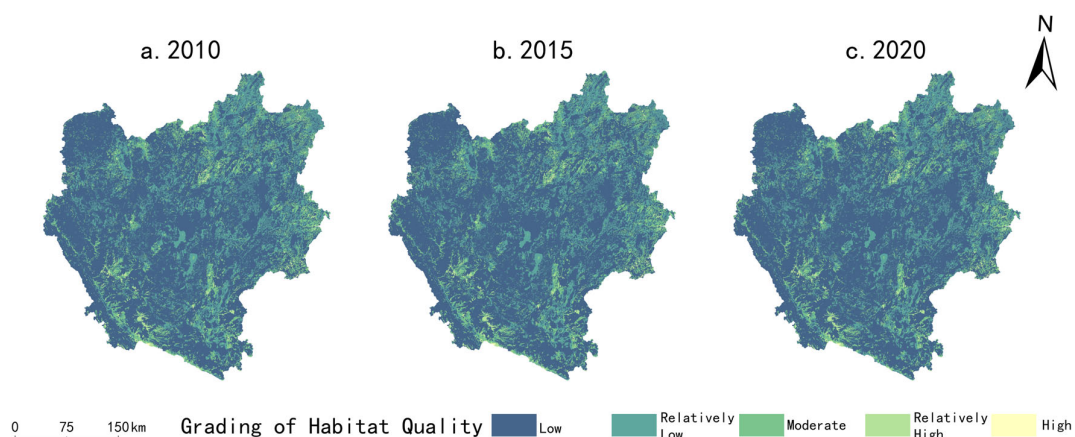 N
a. 2010
b. 2015
c. 2020
0 75 150km
Grading of Habitat Quality
Low
Relatively
Low
Moderate
Relatively
High
High